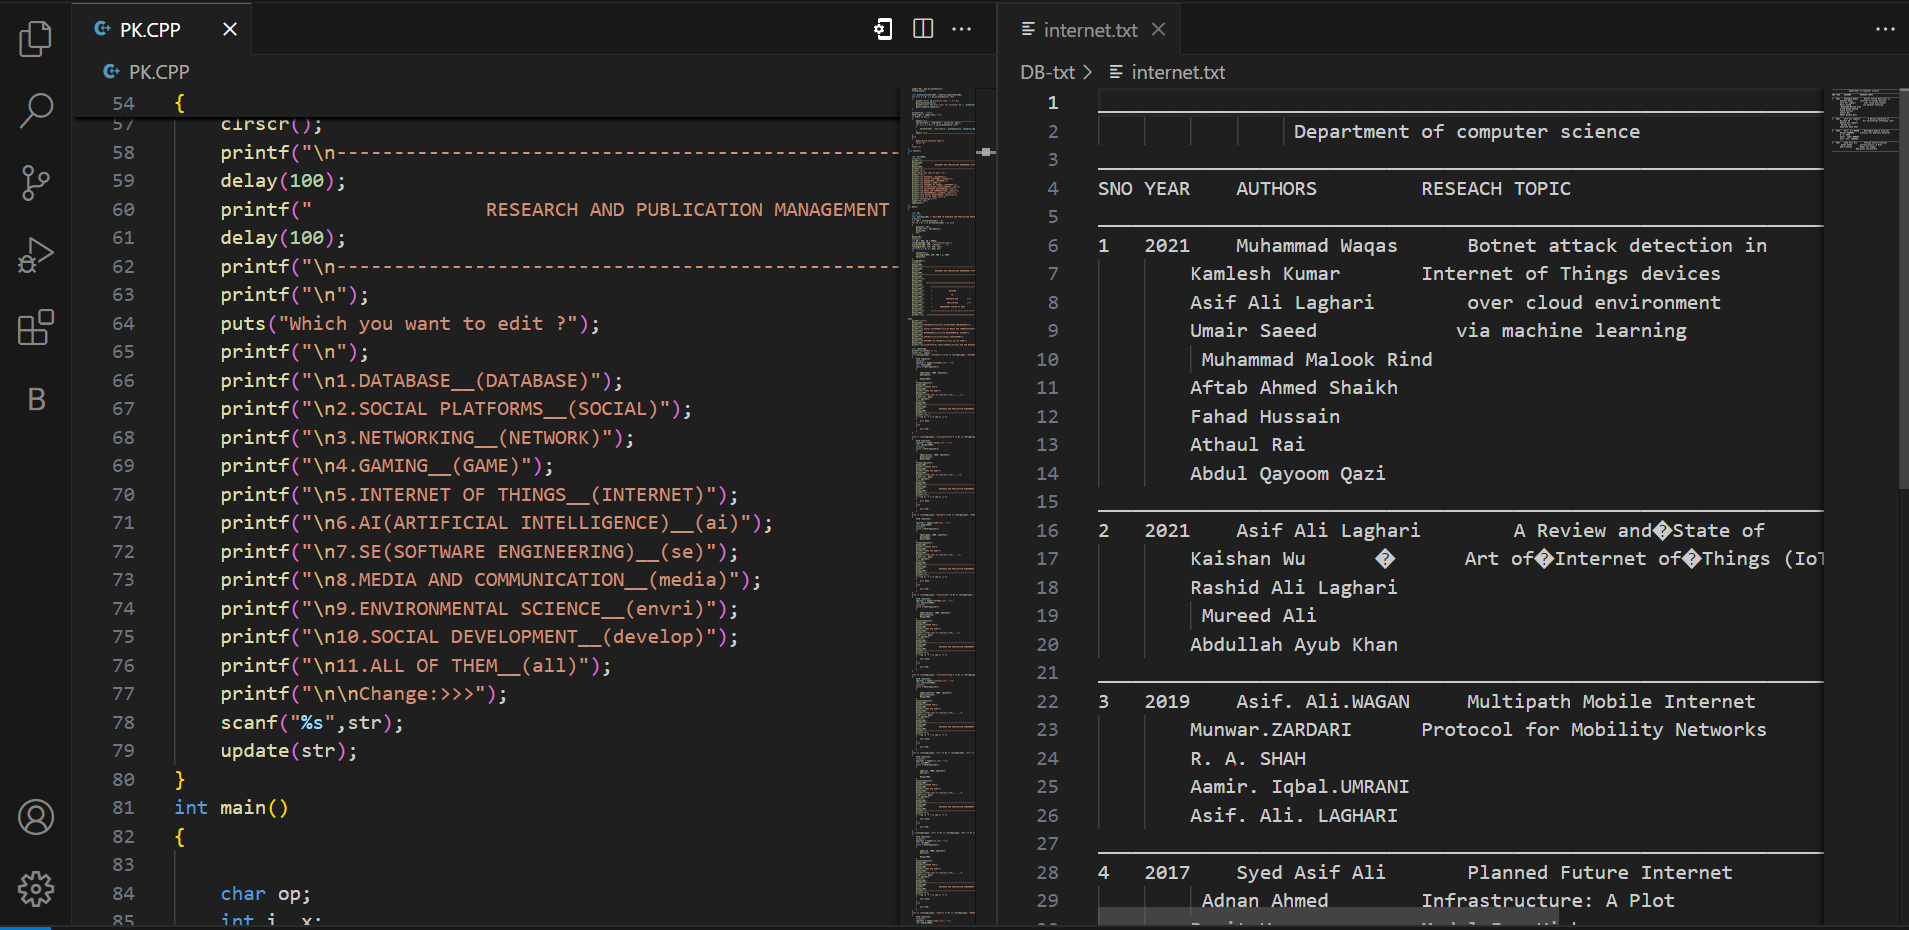 PK.CPP
PK.CPP
54 {
57 clrscr();
58 printf("\n-------------------------------------------------
59 delay(100);
60 printf(" RESEARCH AND PUBLICATION MANAGEMENT
61 delay(100);
62 printf("\n-------------------------------------------------
63 printf("\n");
64 puts("Which you want to edit ?");
65 printf("\n");
66 printf("\n1.DATABASE__(DATABASE)");
67 printf("\n2.SOCIAL PLATFORMS__(SOCIAL)");
68 printf("\n3.NETWORKING__(NETWORK)");
69 printf("\n4.GAMING__(GAME)");
70 printf("\n5.INTERNET OF THINGS__(INTERNET)");
71 printf("\n6.AI(ARTIFICIAL INTELLIGENCE)__(ai)");
72 printf("\n7.SE(SOFTWARE ENGINEERING)__(se)");
73 printf("\n8.MEDIA AND COMMUNICATION__(media)");
74 printf("\n9.ENVIRONMENTAL SCIENCE__(envri)");
75 printf("\n10.SOCIAL DEVELOPMENT__(develop)");
76 printf("\n11.ALL OF THEM__(all)");
77 printf("\n\nChange:>>>");
78 scanf("%s",str);
79 update(str);
80 }
81 int main()
82 {
83
84 char op;
85 int i, x;
B
internet.txt
DB-txt > internet.txt
1
2 Department of computer science
3
4 SNO YEAR AUTHORS RESEACH TOPIC
5
6 1 2021 Muhammad Waqas Botnet attack detection in
7 Kamlesh Kumar Internet of Things devices
8 Asif Ali Laghari over cloud environment
9 Umair Saeed via machine learning
10 Muhammad Malook Rind
11 Aftab Ahmed Shaikh
12 Fahad Hussain
13 Athaul Rai
14 Abdul Qayoom Qazi
15
16 2 2021 Asif Ali Laghari A Review and�State of
17 Kaishan Wu � Art of�Internet of�Things (IoT
18 Rashid Ali Laghari
19 Mureed Ali
20 Abdullah Ayub Khan
21
22 3 2019 Asif. Ali.WAGAN Multipath Mobile Internet
23 Munwar.ZARDARI Protocol for Mobility Networks
24 R. A. SHAH
25 Aamir. Iqbal.UMRANI
26 Asif. Ali. LAGHARI
27
28 4 2017 Syed Asif Ali Planned Future Internet
29 Adnan Ahmed Infrastructure: A Plot